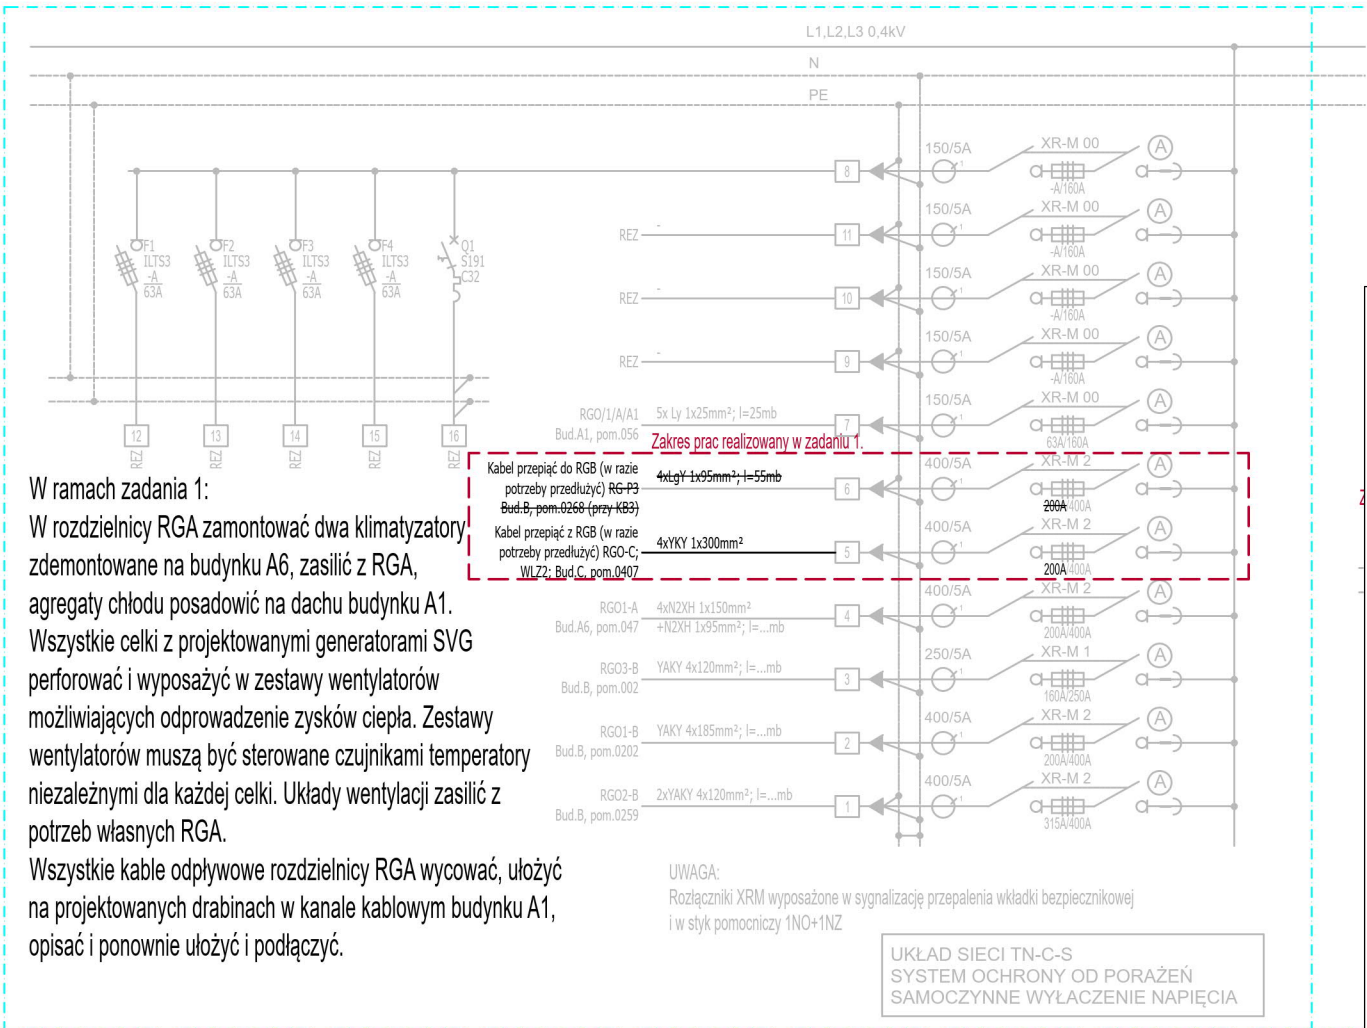 L1,L2,L3 0,4kV
N
PE
150/5A
XR-M 00
A
8
1
-A/160A
150/5A
XR-M 00
A
REZ
-
11
1
-A/160A
F1
ILTS3
-A
63A
F2
ILTS3
-A
63A
F3
ILTS3
-A
63A
F4
ILTS3
-A
63A
Q1
S191
C32
150/5A
XR-M 00
A
REZ
-
10
1
-A/160A
150/5A
XR-M 00
A
REZ
-
9
1
-A/160A
150/5A
XR-M 00
A
RGO/1/A/A1
5x Ly 1x25mm²; l=25mb
Bud.A1, pom.056
7
1
63A/160A
12
13
14
15
16
REZ
REZ
REZ
REZ
REZ
Zakres prac realizowany w zadaniu 1.
400/5A
XR-M 2
A
Kabel przepiąć do RGB (w razie
potrzeby przedłużyć) RG-P3
Bud.B, pom.0268 (przy KB3)
4xLgY 1x95mm²; l=55mb
6
1
200A/400A
400/5A
XR-M 2
A
Kabel przepiąć z RGB (w razie
potrzeby przedłużyć) RGO-C;
WLZ2; Bud.C, pom.0407
4xYKY 1x300mm²
5
1
200A/400A
400/5A
XR-M 2
A
RGO1-A
Bud.A6, pom.047
4xN2XH 1x150mm²
+N2XH 1x95mm²; l=...mb
4
1
200A/400A
250/5A
XR-M 1
A
RGO3-B
Bud.B, pom.002
YAKY 4x120mm²; l=...mb
3
1
160A/250A
400/5A
XR-M 2
A
RGO1-B
Bud.B, pom.0202
YAKY 4x185mm²; l=...mb
2
1
200A/400A
400/5A
XR-M 2
A
RGO2-B
Bud.B, pom.0259
2xYAKY 4x120mm²; l=...mb
1
1
315A/400A
W ramach zadania 1:
W rozdzielnicy RGA zamontować dwa klimatyzatory
zdemontowane na budynku A6, zasilić z RGA,
agregaty chłodu posadowić na dachu budynku A1.
Wszystkie celki z projektowanymi generatorami SVG
perforować i wyposażyć w zestawy wentylatorów
możliwiających odprowadzenie zysków ciepła. Zestawy
wentylatorów muszą być sterowane czujnikami temperatory
niezależnymi dla każdej celki. Układy wentylacji zasilić z
potrzeb własnych RGA.
Wszystkie kable odpływowe rozdzielnicy RGA wycować, ułożyć
na projektowanych drabinach w kanale kablowym budynku A1,
opisać i ponownie ułożyć i podłączyć.
UWAGA:
Rozłączniki XRM wyposażone w sygnalizację przepalenia wkładki bezpiecznikowej
i w styk pomocniczy 1NO+1NZ
UKŁAD SIECI TN-C-S
SYSTEM OCHRONY OD PORAŻEŃ
SAMOCZYNNE WYŁACZENIE NAPIĘCIA